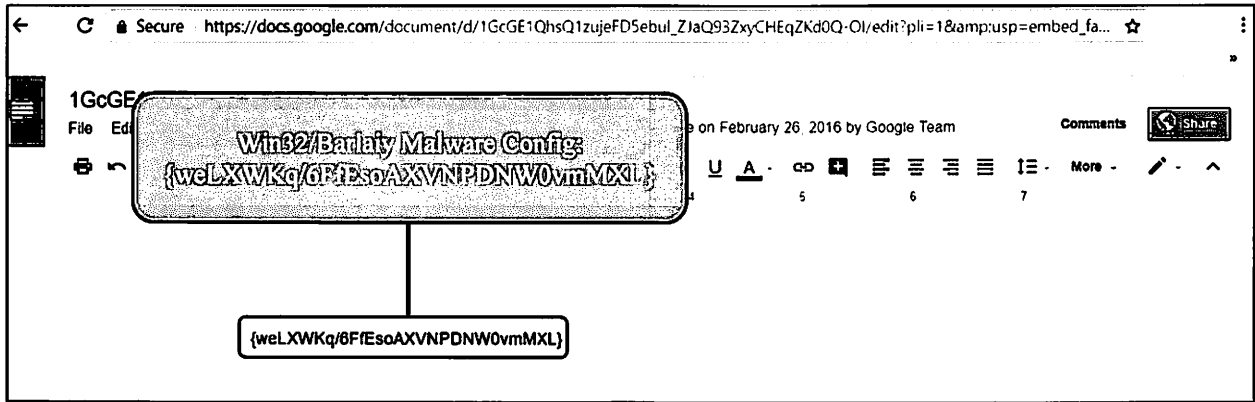 Secure https://docs.google.com/document/d/1GcGE1QhsQ1zujeFD5ebul_ZJaQ93ZxyCHEqZKd0Q-OI/edit?pli=1&amp;usp=embed_fa...
»
1GcGE
File Edi e on February 26, 2016 by Google Team Comments Share
Win32/Barlaiy Malware Config:
{weLXWKq/6FfEsoAXVNPDNW0vmMXL}
U A More
4 5 6 7
{weLXWKq/6FfEsoAXVNPDNW0vmMXL}